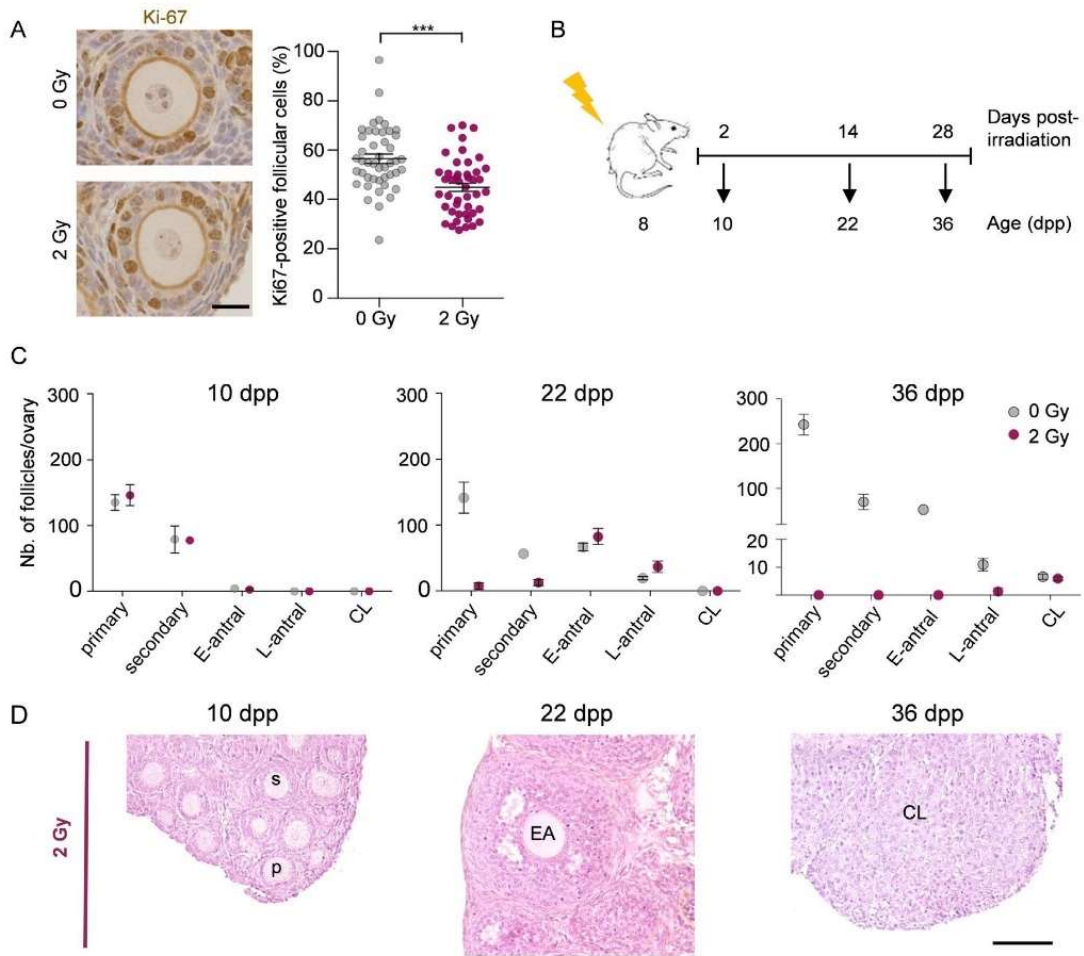 A
Ki-67
0 Gy
2 Gy
Ki67-positive follicular cells (%)
100
80
60
40
20
0
***
0 Gy
2 Gy
B
2
14
28
Days post-
irradiation
8
10
22
36
Age (dpp)
C
Nb. of follicles/ovary
10 dpp
300
200
100
0
primary
secondary
E-antral
L-antral
CL
22 dpp
300
200
100
0
primary
secondary
E-antral
L-antral
CL
36 dpp
300
200
100
20
10
primary
secondary
E-antral
L-antral
CL
0 Gy
2 Gy
D
2 Gy
10 dpp
s
p
22 dpp
EA
36 dpp
CL